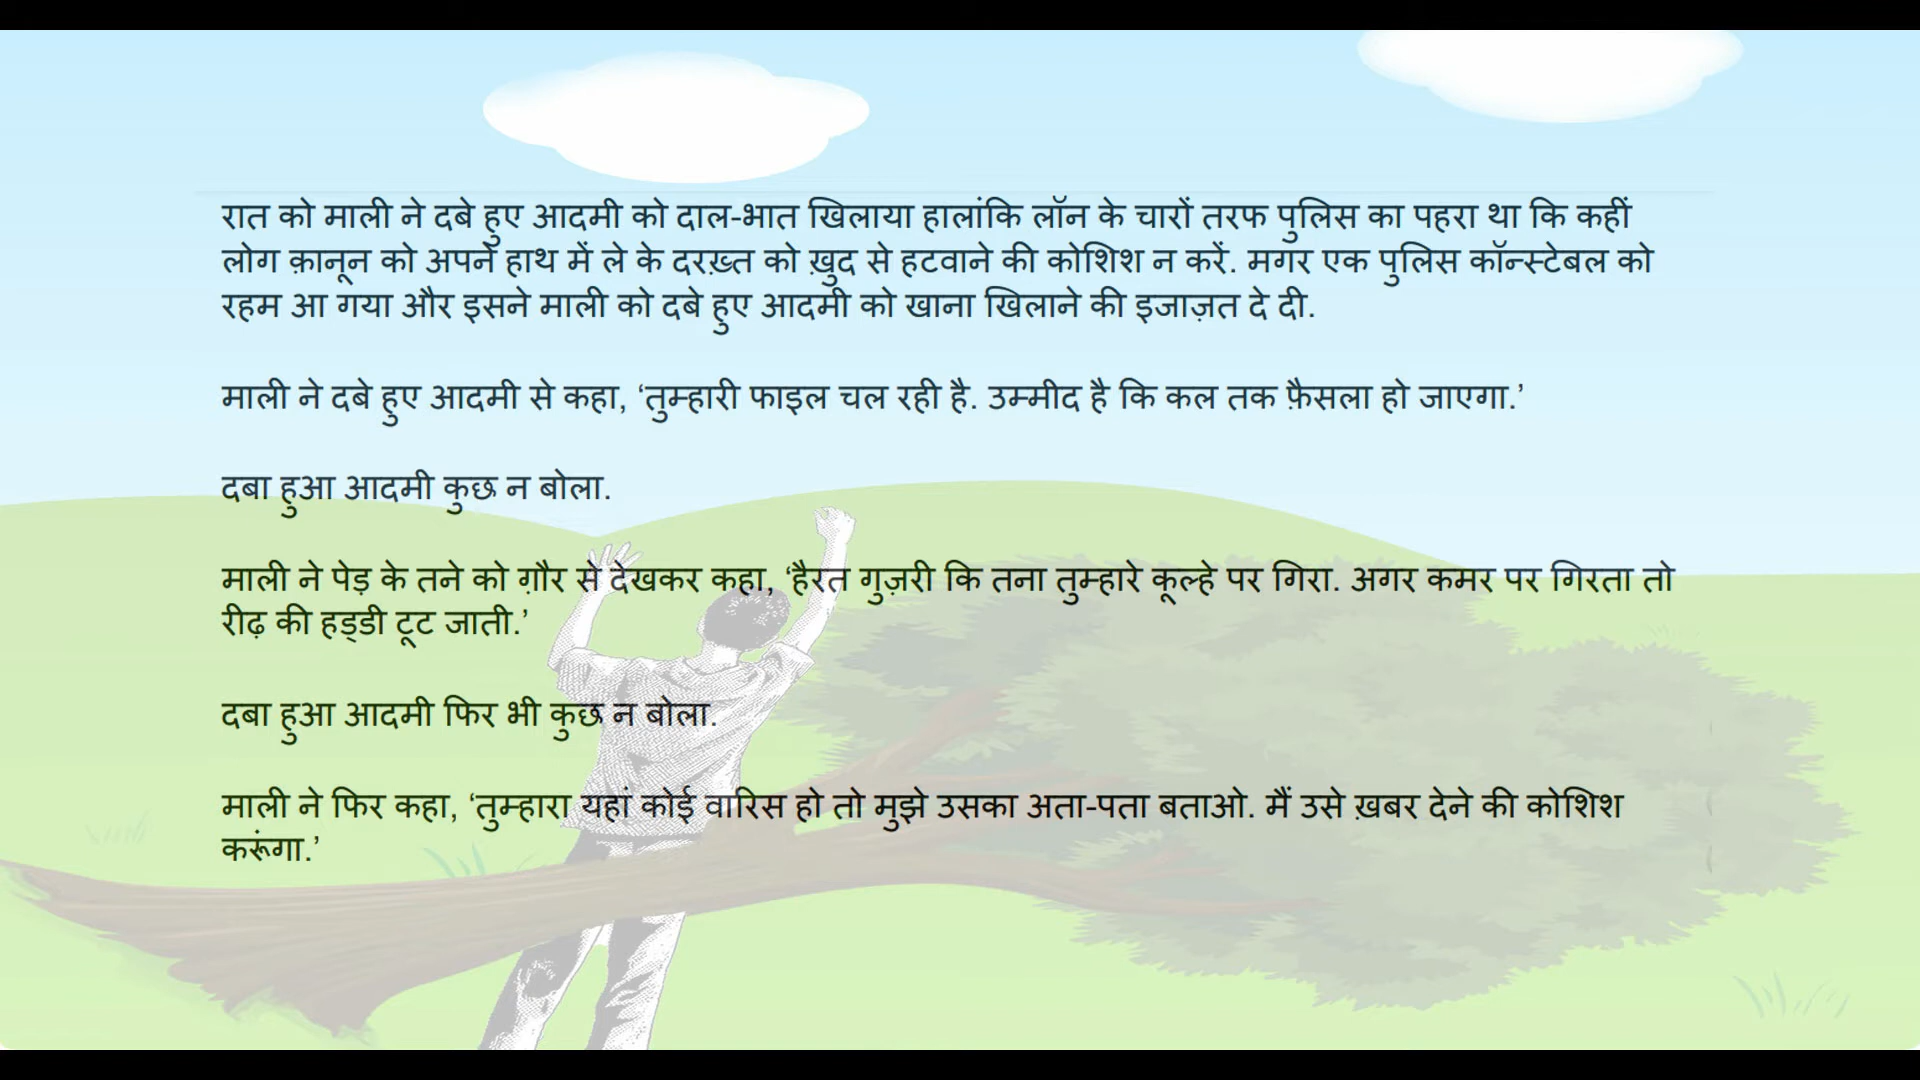 रात को माली ने दबे हुए आदमी को दाल-भात खिलाया हालांकि लॉन के चारों तरफ पुलिस का पहरा था कि कहीं
लोग क़ानून को अपने हाथ में ले के दरख़्त को ख़ुद से हटवाने की कोशिश न करें. मगर एक पुलिस कॉन्स्टेबल को
रहम आ गया और इसने माली को दबे हुए आदमी को खाना खिलाने की इजाज़त दे दी.
माली ने दबे हुए आदमी से कहा, ‘तुम्हारी फाइल चल रही है. उम्मीद है कि कल तक फ़ैसला हो जाएगा.’
दबा हुआ आदमी कुछ न बोला.
माली ने पेड़ के तने को ग़ौर से देखकर कहा, ‘हैरत गुज़री कि तना तुम्हारे कूल्हे पर गिरा. अगर कमर पर गिरता तो
रीढ़ की हड्डी टूट जाती.’
दबा हुआ आदमी फिर भी कुछ न बोला.
माली ने फिर कहा, ‘तुम्हारा यहां कोई वारिस हो तो मुझे उसका अता-पता बताओ. मैं उसे ख़बर देने की कोशिश
करूंगा.’